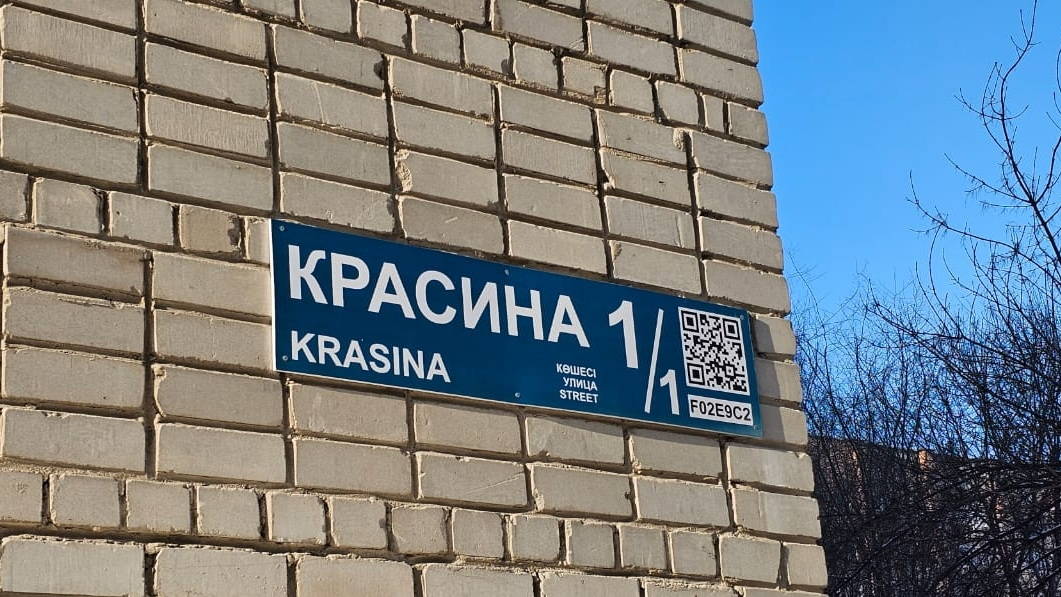 КРАСИНА 1/1
KRASINA
КӨШЕСІ
УЛИЦА
STREET
F02E9C2